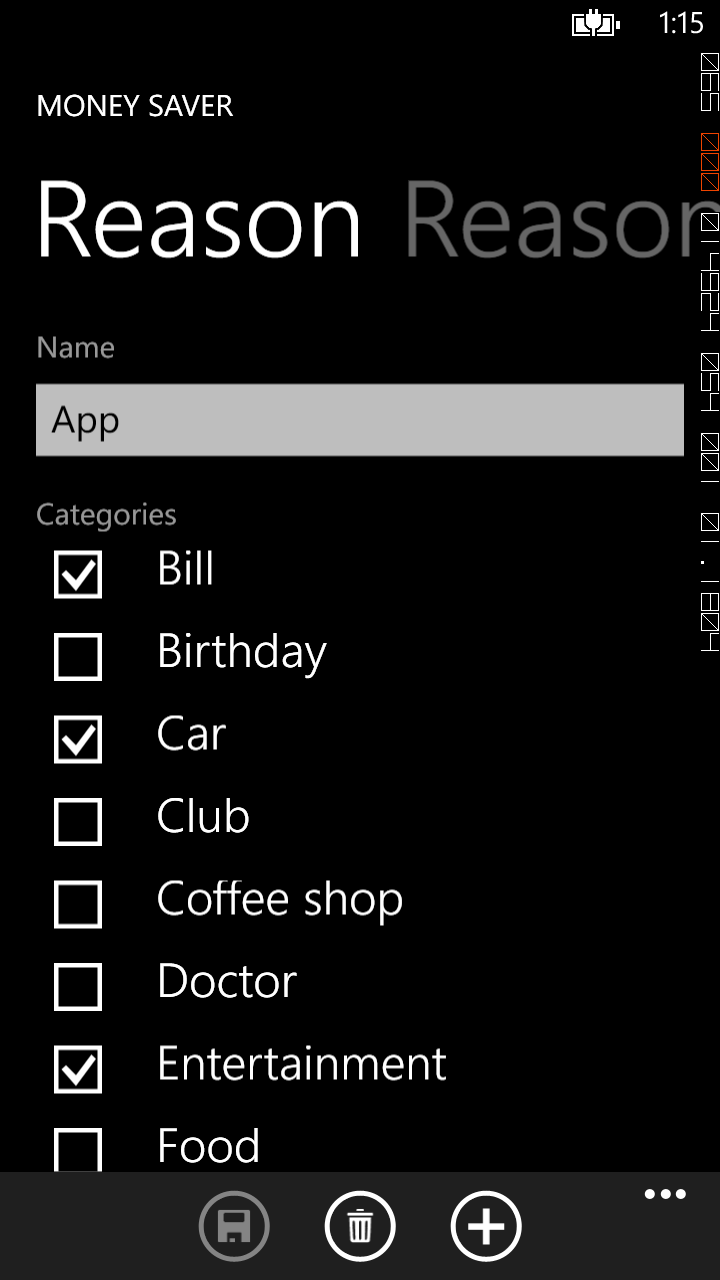 1:15
MONEY SAVER
Reason Reason
Name
App
Categories
Bill
Birthday
Car
Club
Coffee shop
Doctor
Entertainment
Food